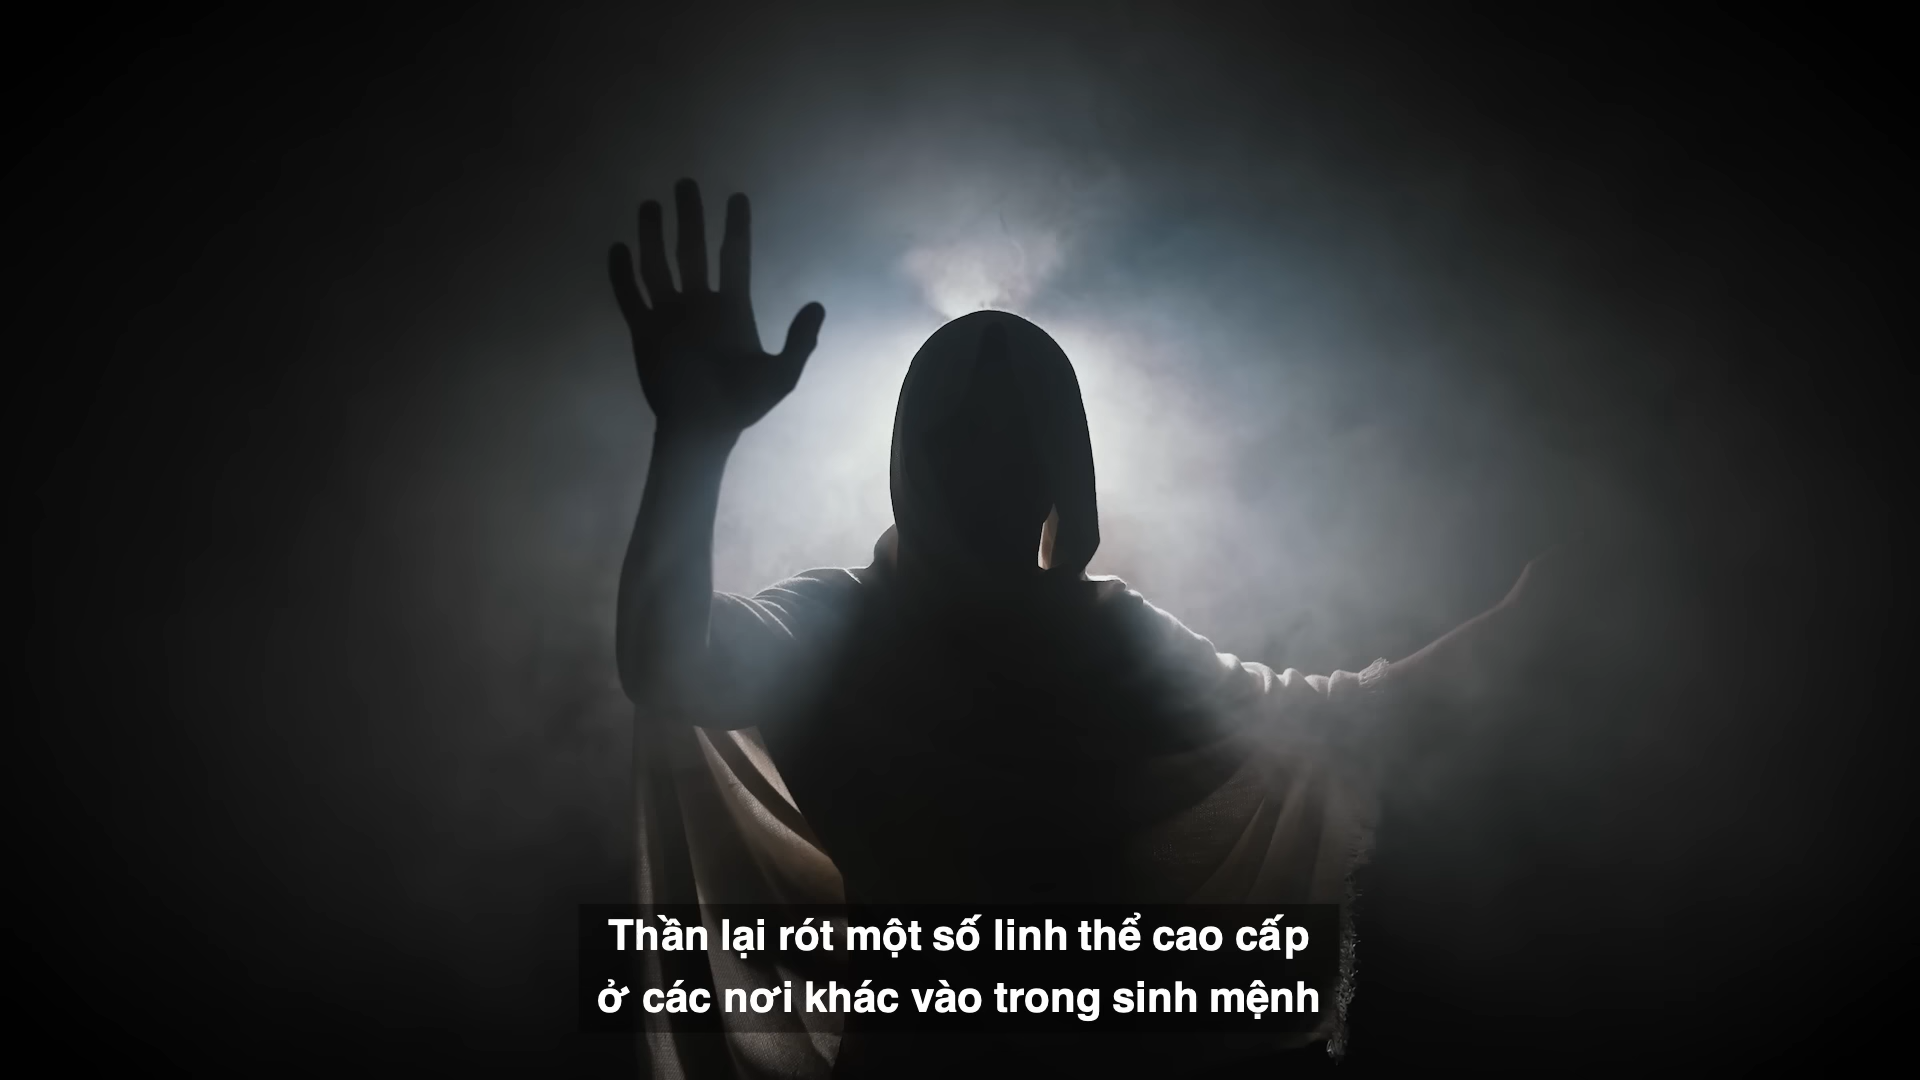 Thần lại rót một số linh thể cao cấp
ở các nơi khác vào trong sinh mệnh